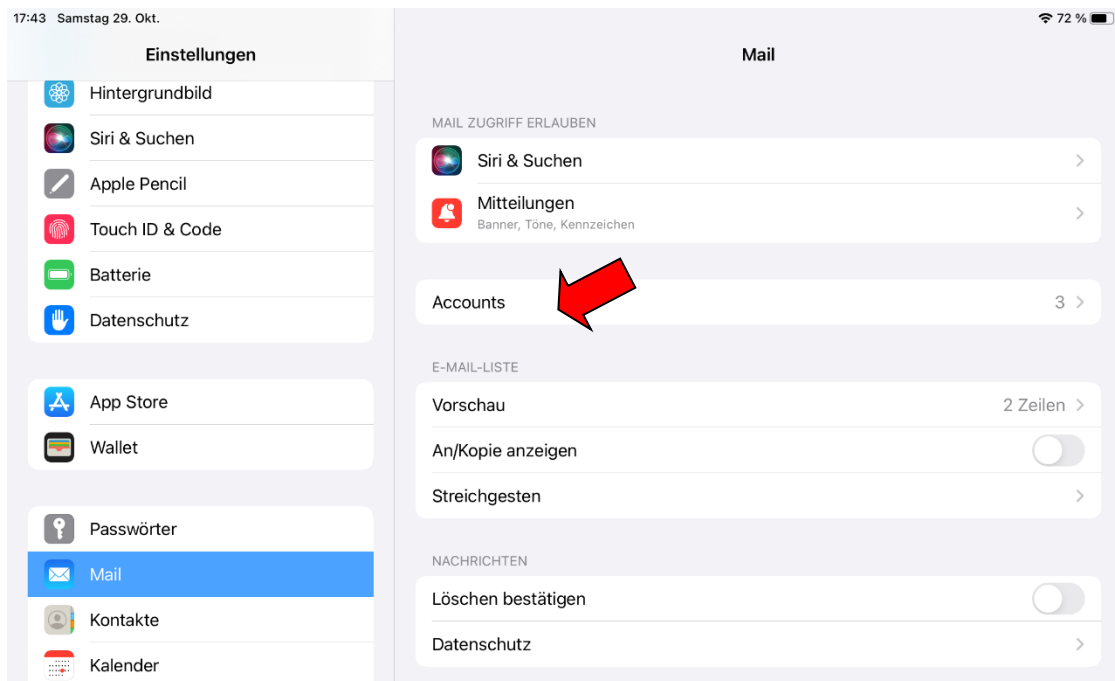 17:43 Samstag 29. Okt.
72 %
Einstellungen
Hintergrundbild
Siri & Suchen
Apple Pencil
Touch ID & Code
Batterie
Datenschutz
App Store
Wallet
Passwörter
Mail
Kontakte
Kalender
Mail
MAIL ZUGRIFF ERLAUBEN
Siri & Suchen
Mitteilungen
Banner, Töne, Kennzeichen
Accounts 3
E-MAIL-LISTE
Vorschau 2 Zeilen
An/Kopie anzeigen
Streichgesten
NACHRICHTEN
Löschen bestätigen
Datenschutz